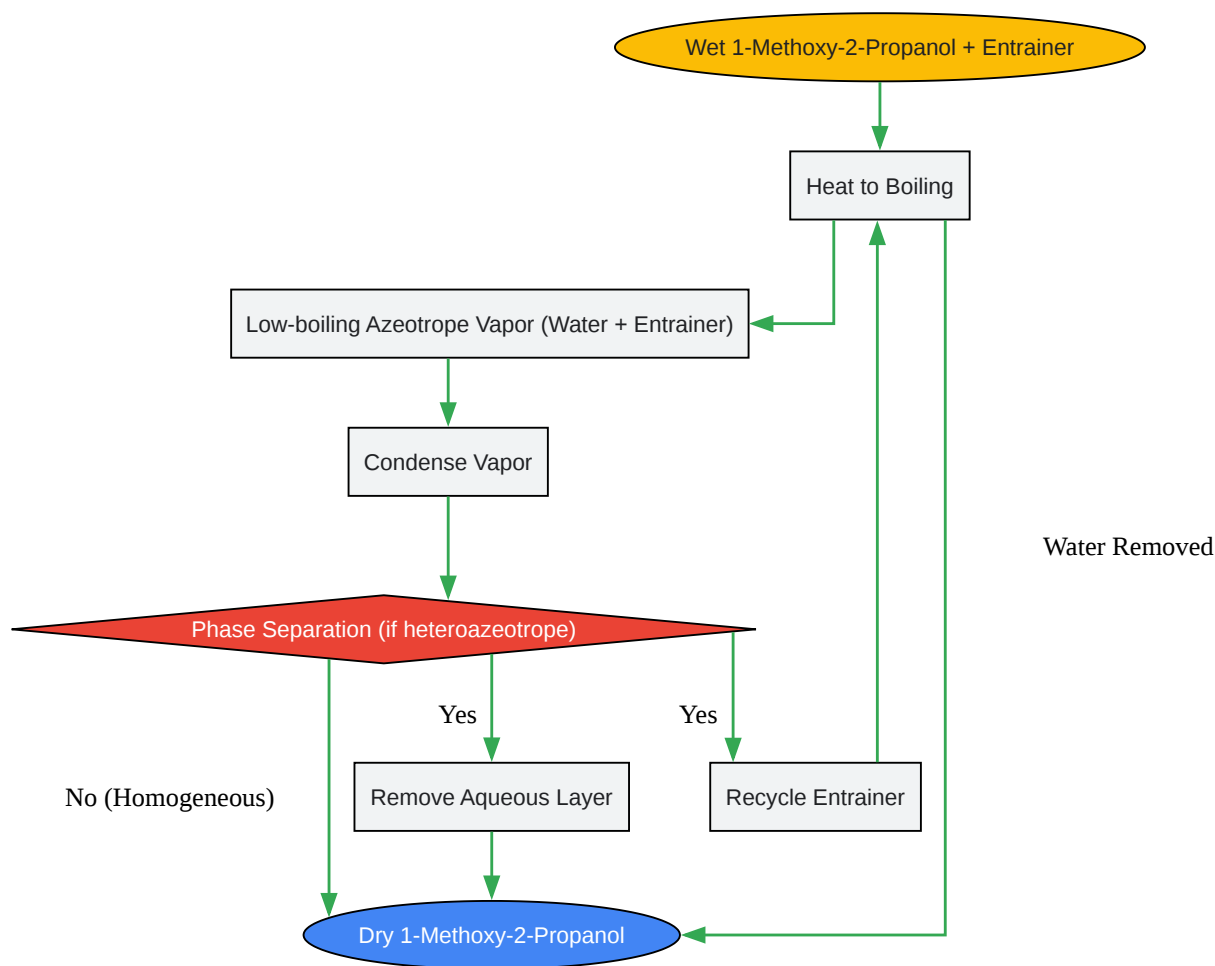 Wet 1-Methoxy-2-Propanol + Entrainer
Heat to Boiling
Low-boiling Azeotrope Vapor (Water + Entrainer)
Condense Vapor
Water Removed
Phase Separation (if heteroazeotrope)
Yes
Yes
No (Homogeneous)
Remove Aqueous Layer
Recycle Entrainer
Dry 1-Methoxy-2-Propanol